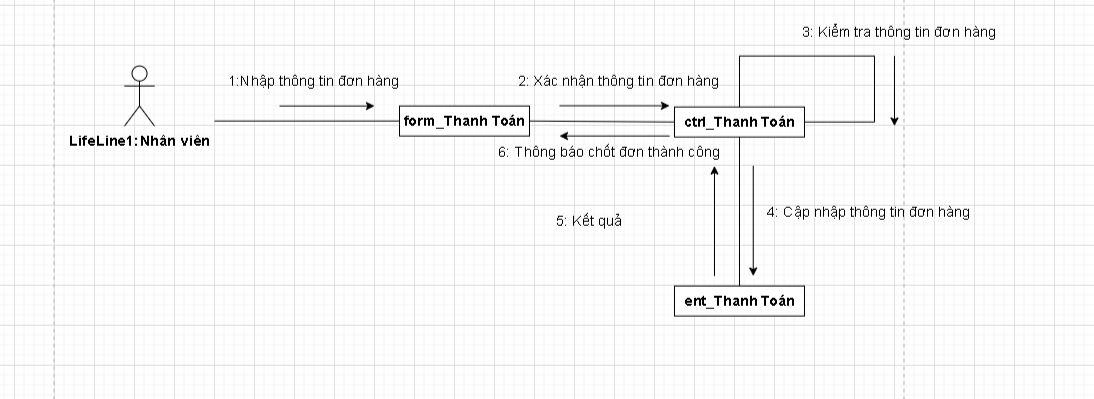 3: Kiểm tra thông tin đơn hàng
1:Nhập thông tin đơn hàng
2: Xác nhận thông tin đơn hàng
form_Thanh Toán
ctrl_Thanh Toán
LifeLine1:Nhân viên
6: Thông báo chốt đơn thành công
5: Kết quả
4: Cập nhập thông tin đơn hàng
ent_Thanh Toán